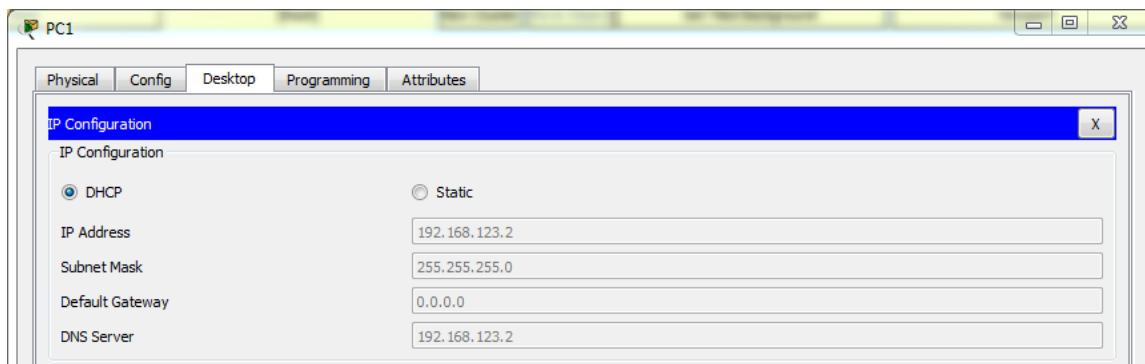 PC1
Physical Config Desktop Programming Attributes
IP Configuration X
IP Configuration
DHCP Static
IP Address 192.168.123.2
Subnet Mask 255.255.255.0
Default Gateway 0.0.0.0
DNS Server 192.168.123.2